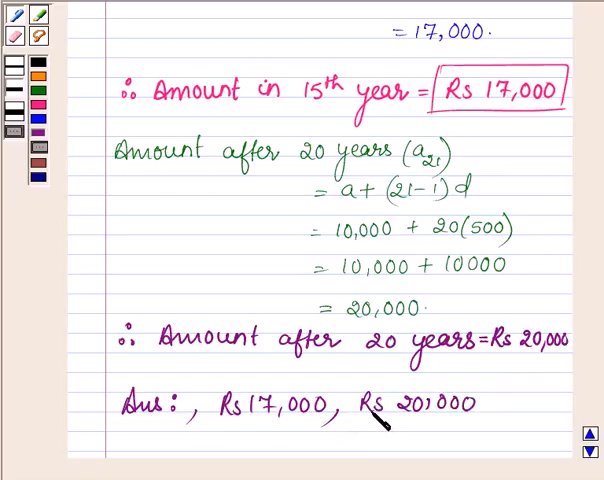 = 17,000.
∴ Amount in 15th year = Rs 17,000
Amount after 20 years (a21)
= a + (21-1) d
= 10,000 + 20(500)
= 10,000 + 10000
= 20,000.
∴ Amount after 20 years = Rs 20,000
Ans: , Rs 17,000, Rs 20,000